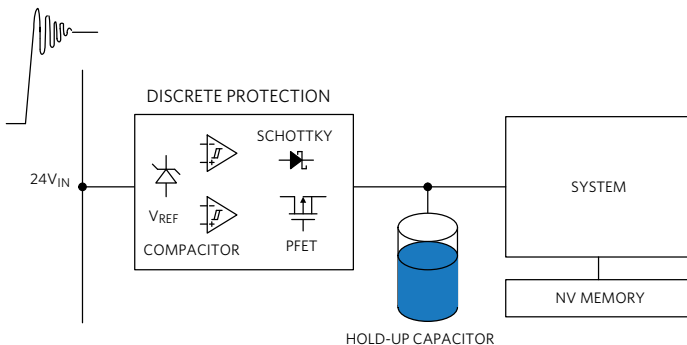 DISCRETE PROTECTION
SCHOTTKY
24VIN
VREF
COMPACITOR
PFET
SYSTEM
NV MEMORY
HOLD-UP CAPACITOR